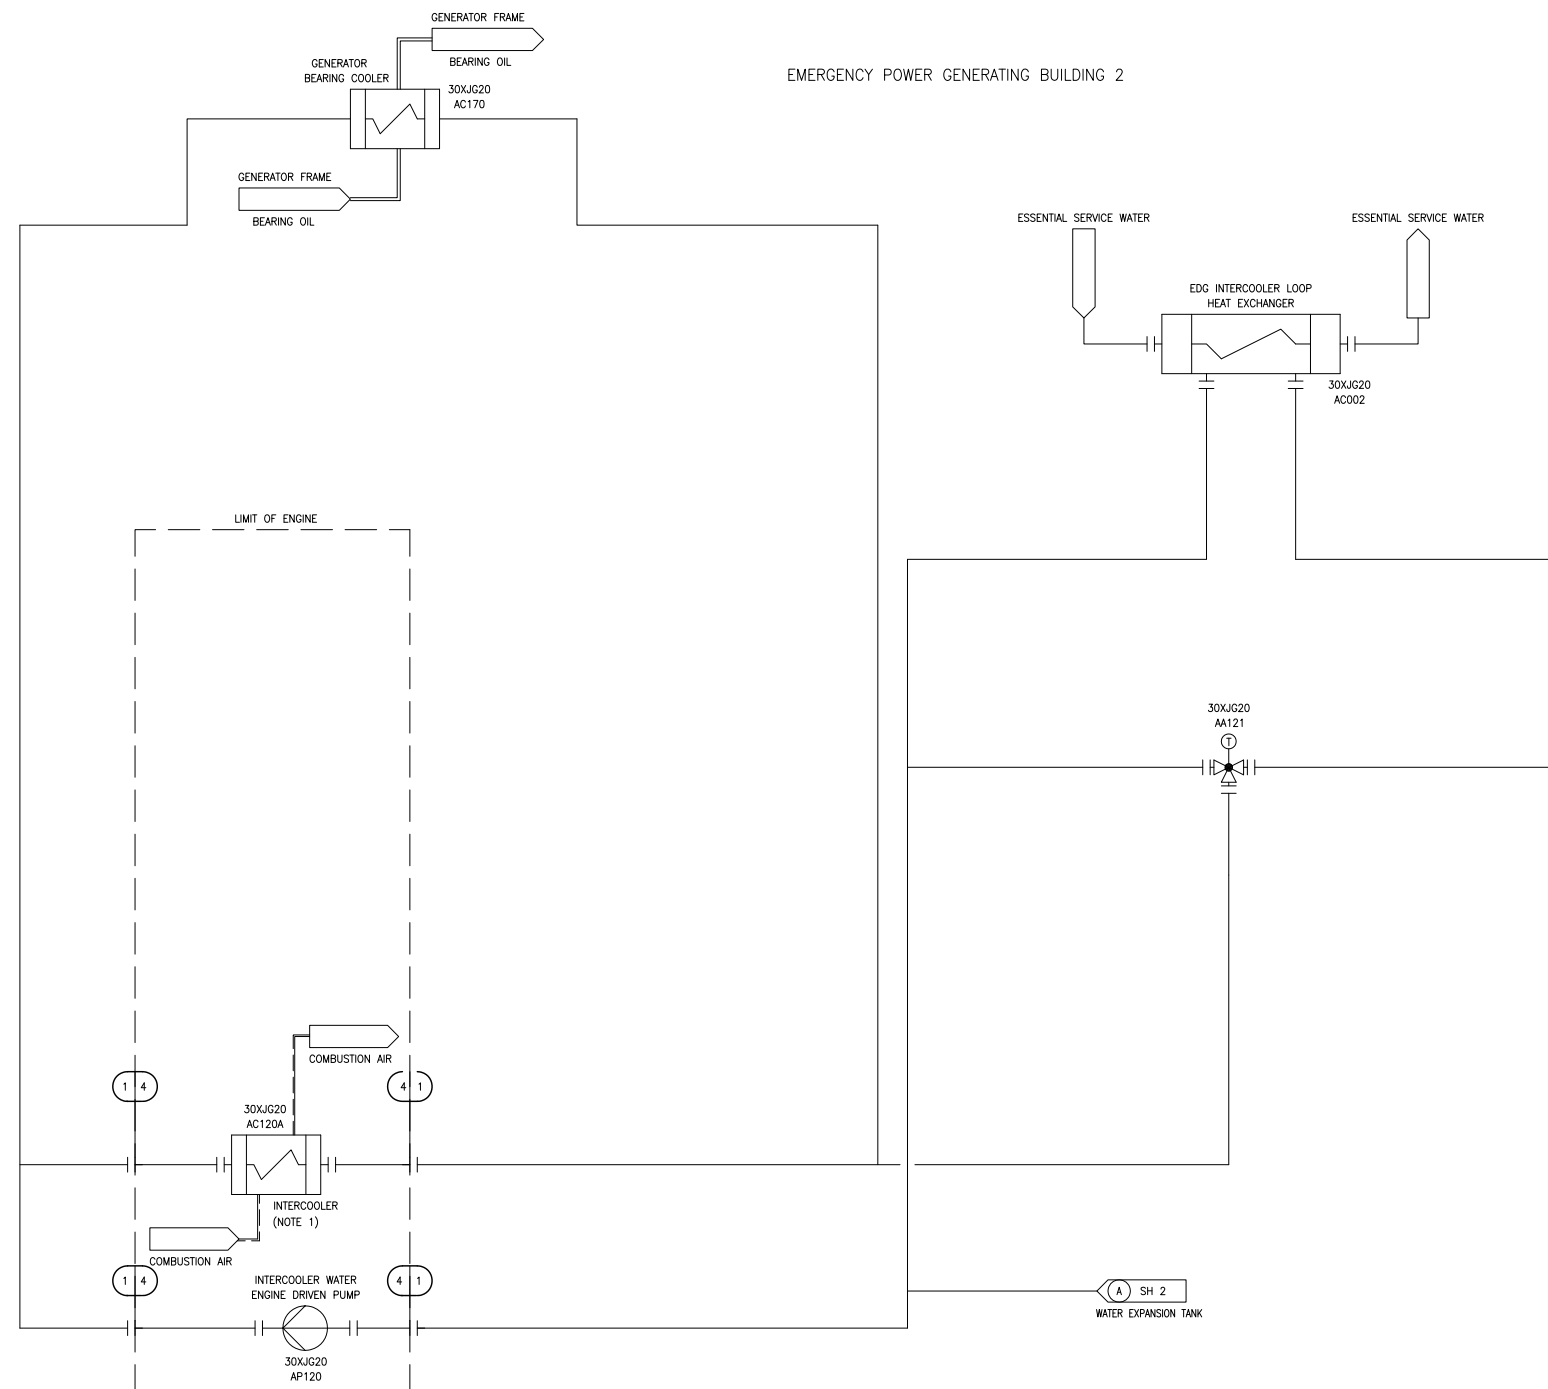 GENERATOR FRAME
BEARING OIL
GENERATOR
BEARING COOLER
30XJG20
AC170
EMERGENCY POWER GENERATING BUILDING 2
GENERATOR FRAME
BEARING OIL
ESSENTIAL SERVICE WATER
ESSENTIAL SERVICE WATER
EDG INTERCOOLER LOOP
HEAT EXCHANGER
30XJG20
AC002
LIMIT OF ENGINE
30XJG20
AA121
T
COMBUSTION AIR
1 4
4 1
30XJG20
AC120A
INTERCOOLER
(NOTE 1)
COMBUSTION AIR
1 4
4 1
INTERCOOLER WATER
ENGINE DRIVEN PUMP
30XJG20
AP120
A SH 2
WATER EXPANSION TANK